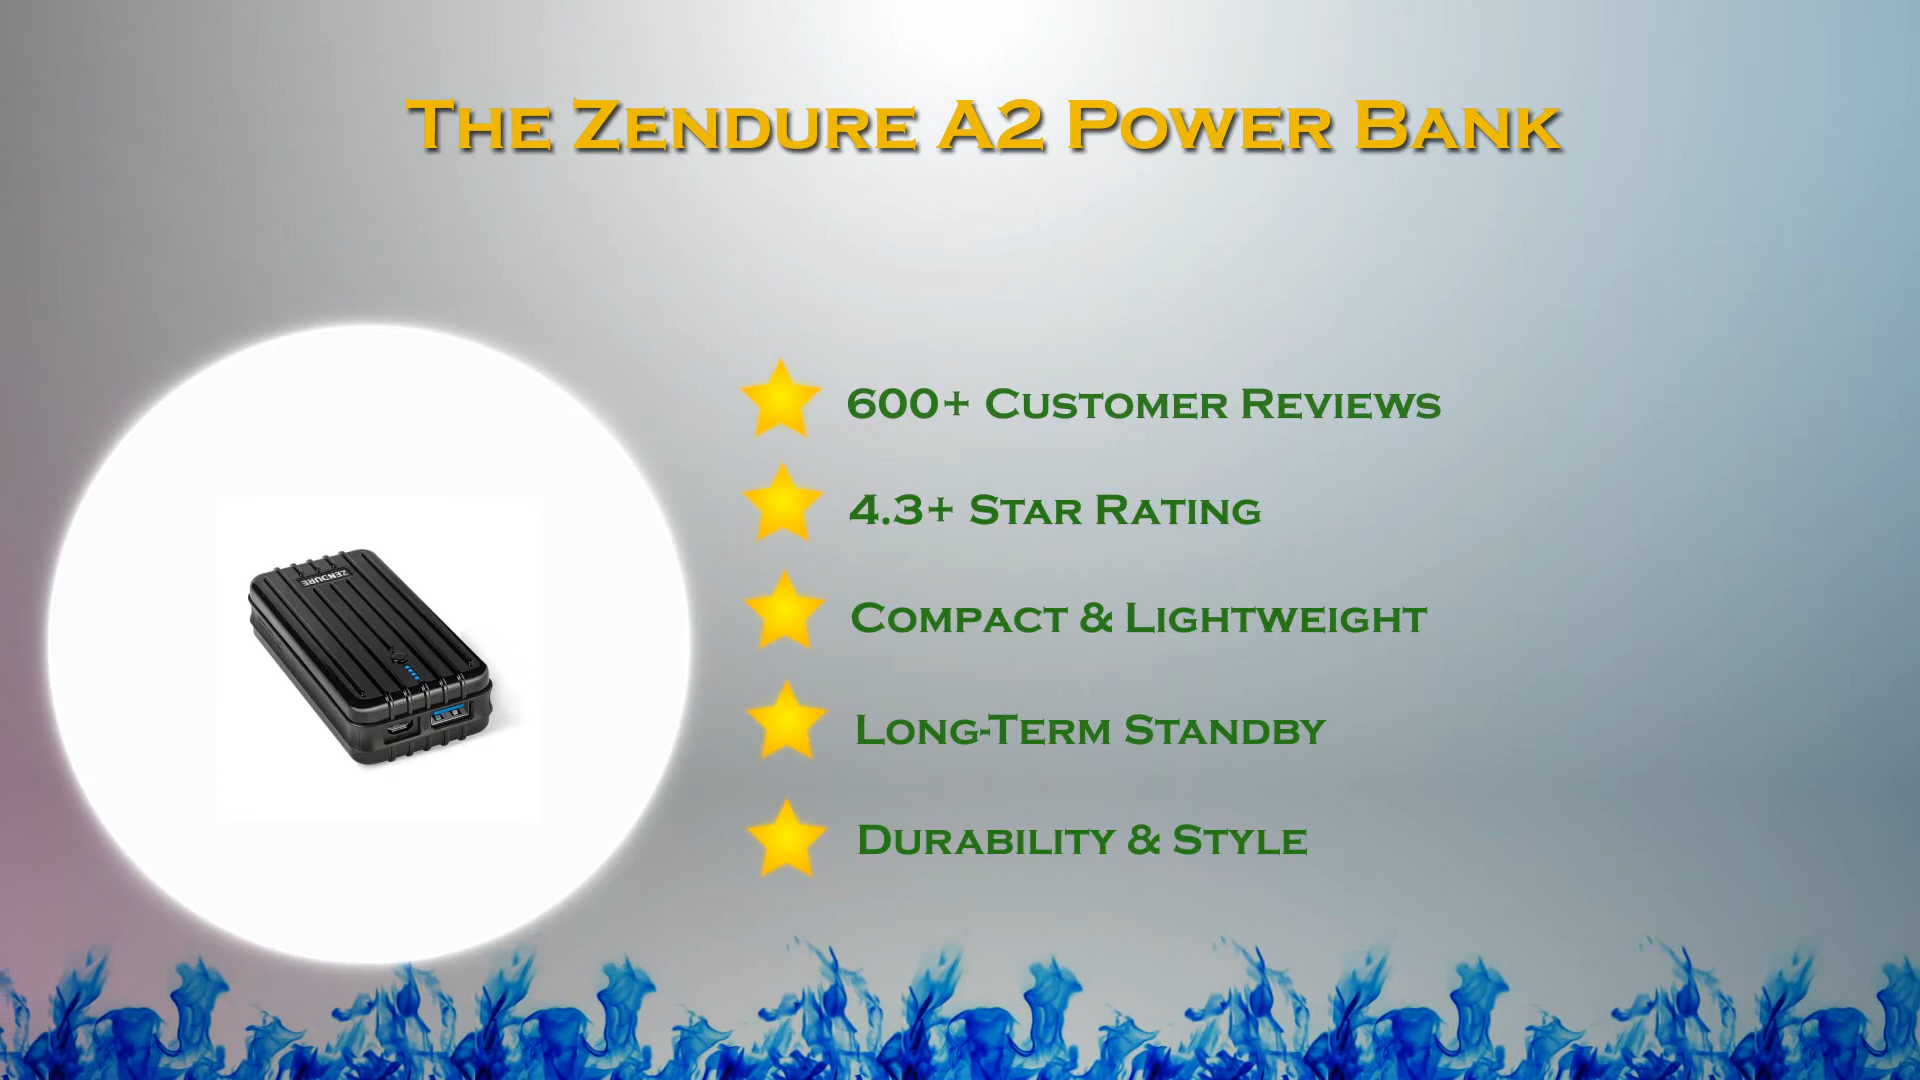 The Zendure A2 Power Bank
600+ Customer Reviews
4.3+ Star Rating
Compact & Lightweight
Long-Term Standby
Durability & Style
ZENDURE